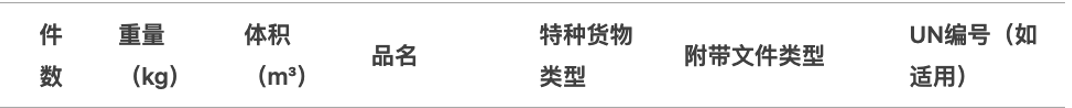 件数
重量（kg）
体积（m³）
品名
特种货物类型
附带文件类型
UN编号（如适用）